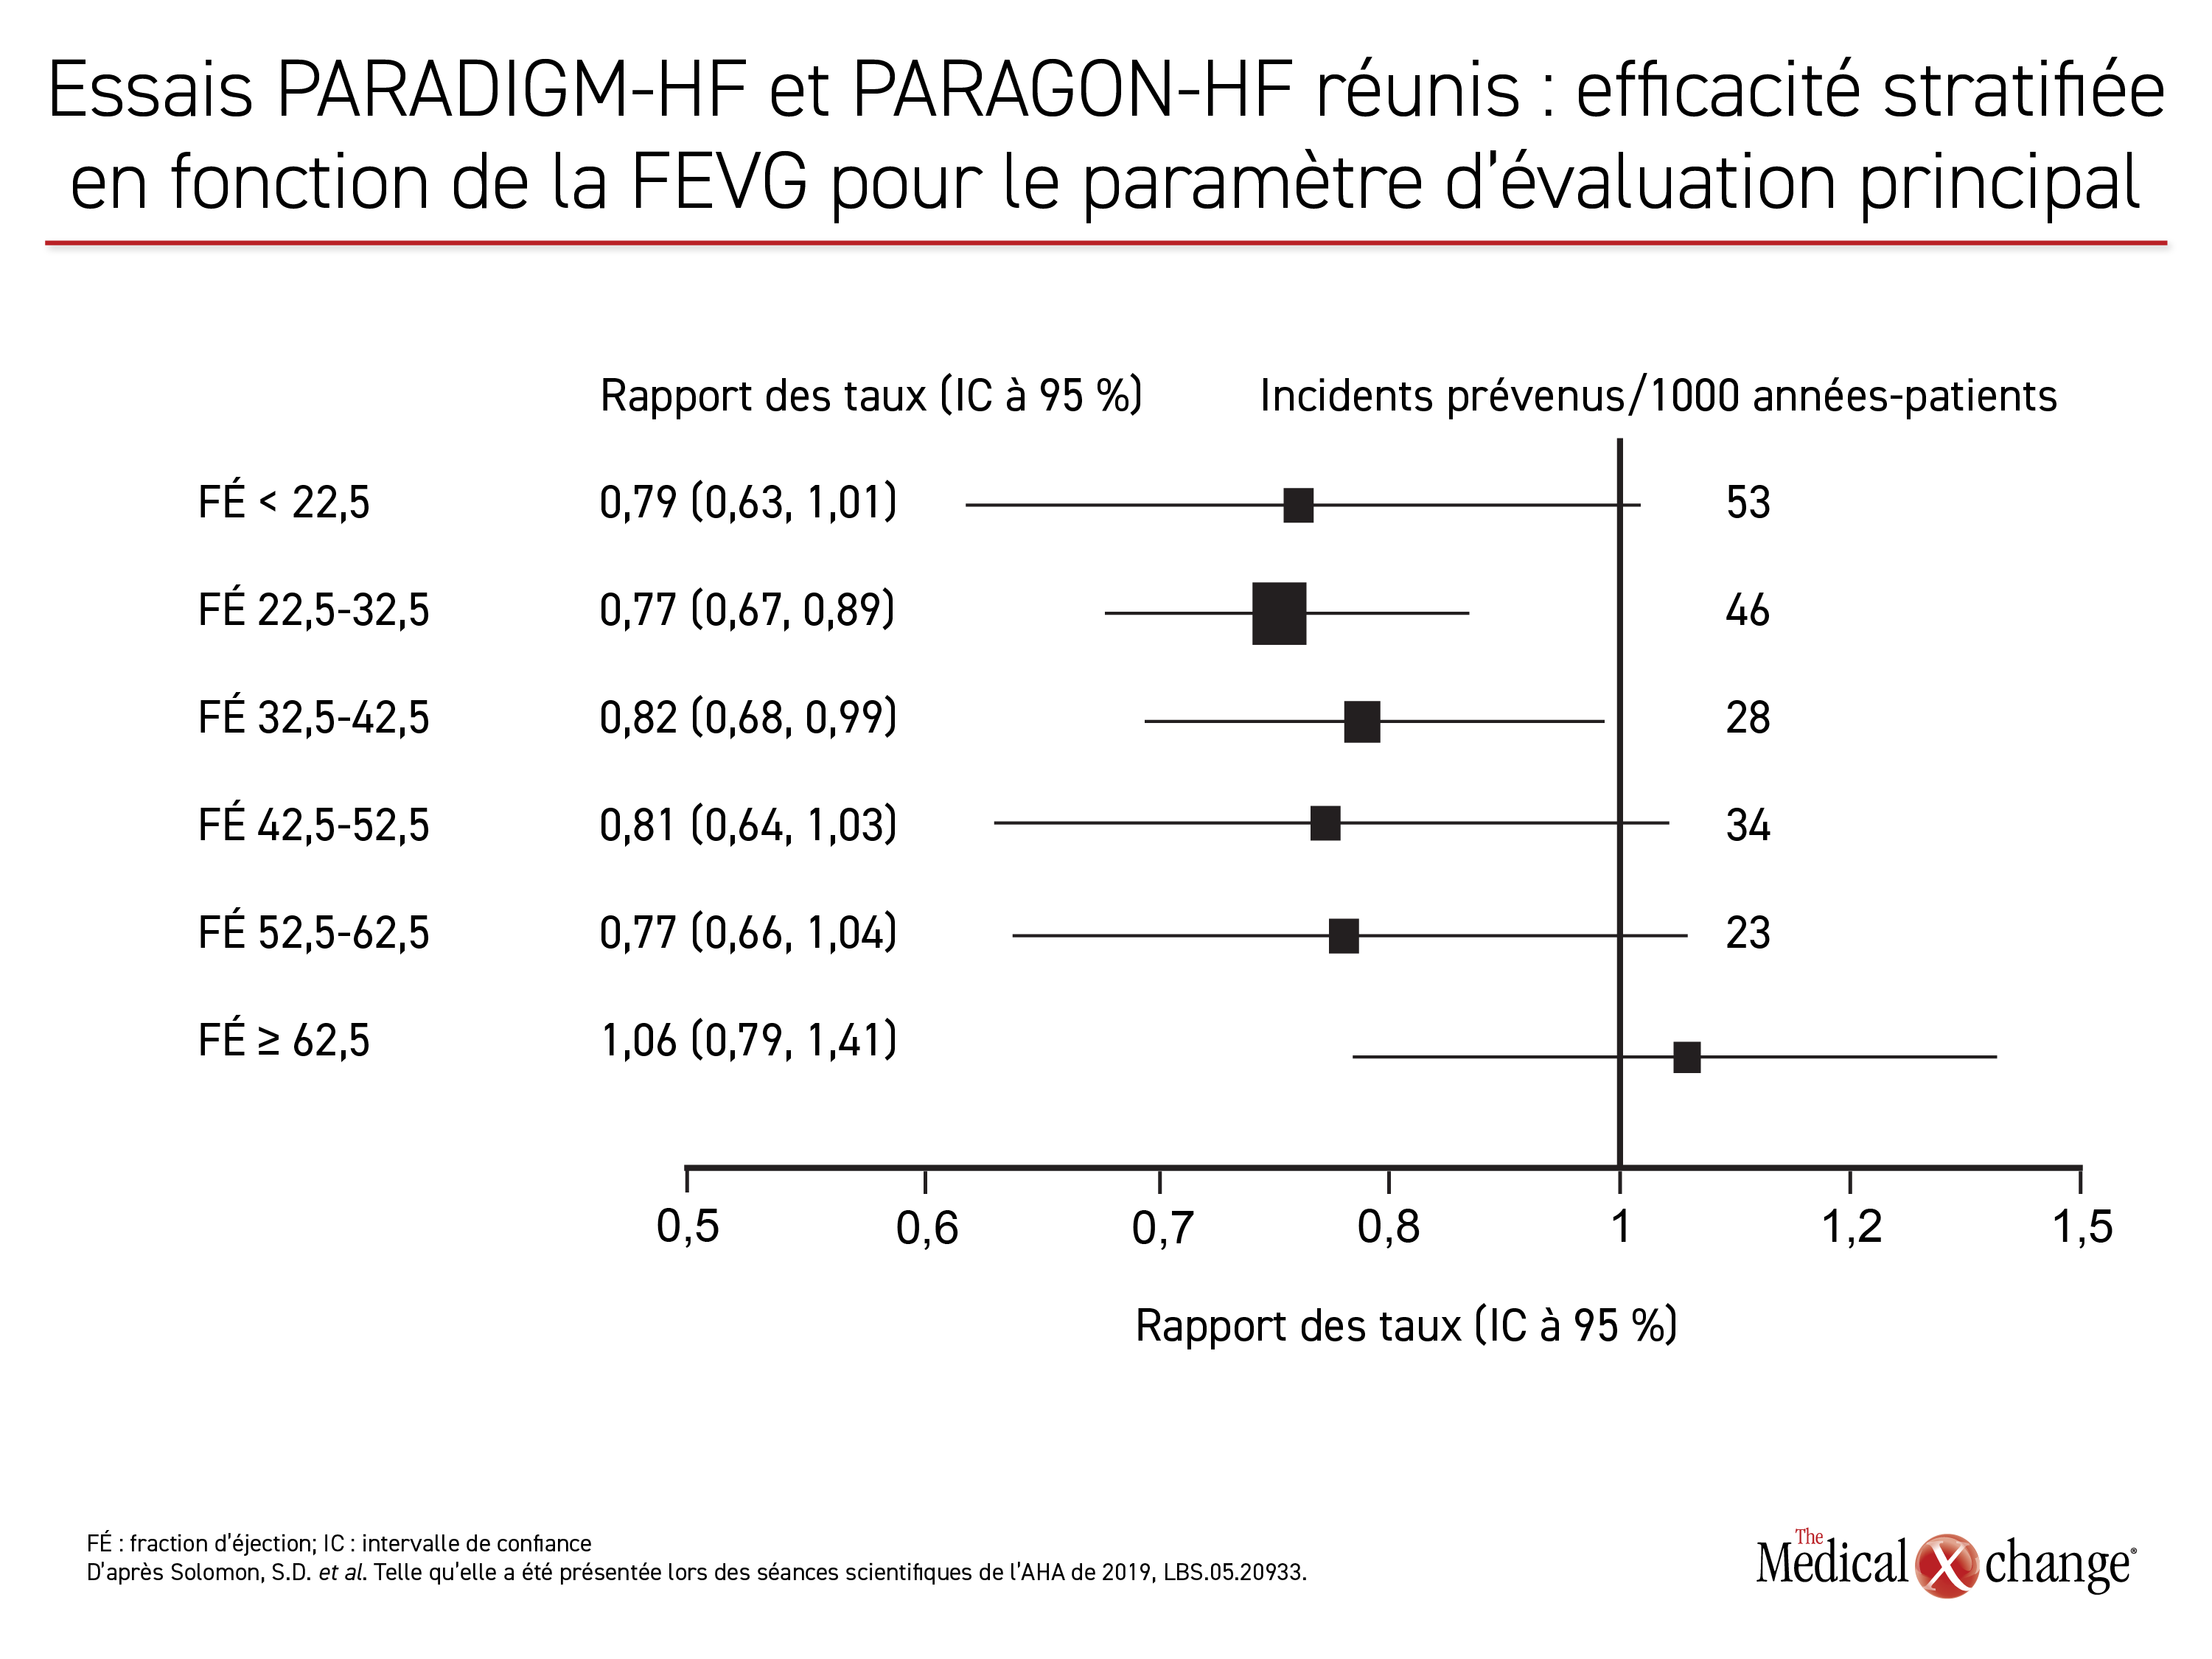 Essais PARADIGM-HF et PARAGON-HF réunis : efficacité stratifiée
en fonction de la FEVG pour le paramètre d’évaluation principal
Rapport des taux (IC à 95 %) Incidents prévenus/1000 années-patients
FÉ < 22,5 0,79 (0,63, 1,01) 53
FÉ 22,5-32,5 0,77 (0,67, 0,89) 46
FÉ 32,5-42,5 0,82 (0,68, 0,99) 28
FÉ 42,5-52,5 0,81 (0,64, 1,03) 34
FÉ 52,5-62,5 0,77 (0,66, 1,04) 23
FÉ ≥ 62,5 1,06 (0,79, 1,41)
0,5 0,6 0,7 0,8 1 1,2 1,5
Rapport des taux (IC à 95 %)
FÉ : fraction d’éjection; IC : intervalle de confiance
D’après Solomon, S.D. et al. Telle qu’elle a été présentée lors des séances scientifiques de l’AHA de 2019, LBS.05.20933.
The Medical Xchange®